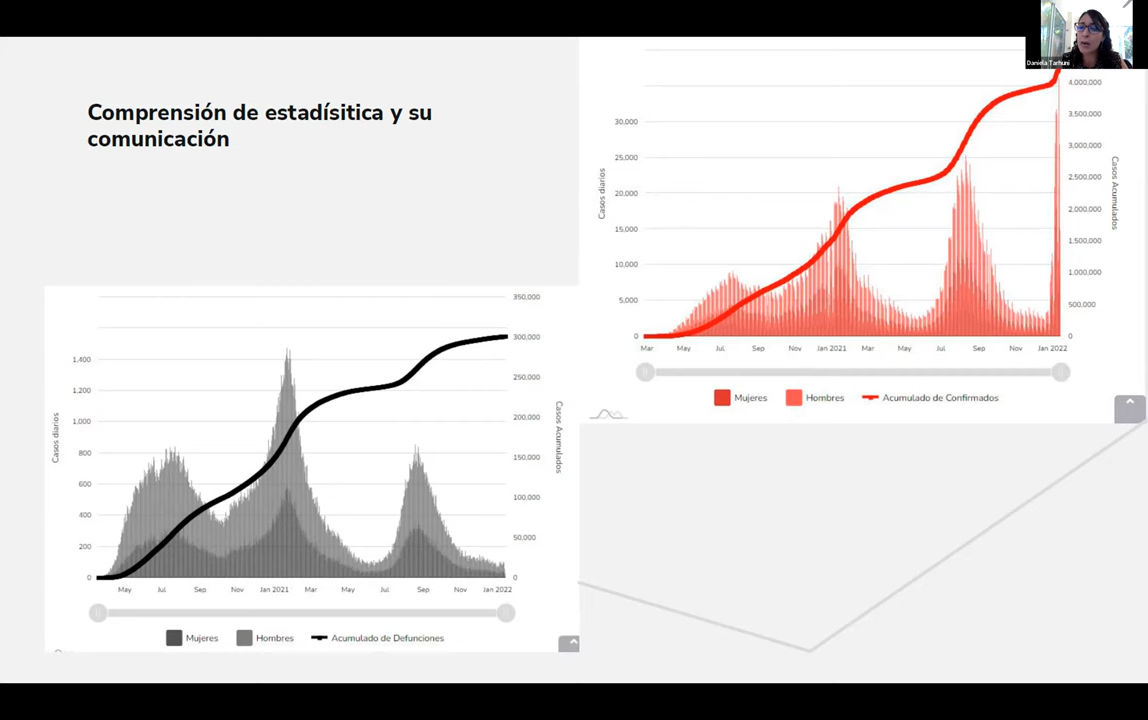 Daniela Tarhuni
Comprensión de estadísitica y su
comunicación
4,000,000
3,500,000
3,000,000
2,500,000
2,000,000
1,500,000
1,000,000
500,000
0
30,000
25,000
20,000
15,000
10,000
5,000
0
Casos diarios
Casos Acumulados
Mar May Jul Sep Nov Jan 2021 Mar May Jul Sep Nov Jan 2022
Mujeres Hombres Acumulado de Confirmados
350,000
300,000
250,000
200,000
150,000
100,000
50,000
0
1,400
1,200
1,000
800
600
400
200
0
Casos diarios
Casos Acumulados
May Jul Sep Nov Jan 2021 Mar May Jul Sep Nov Jan 2022
Mujeres Hombres Acumulado de Defunciones